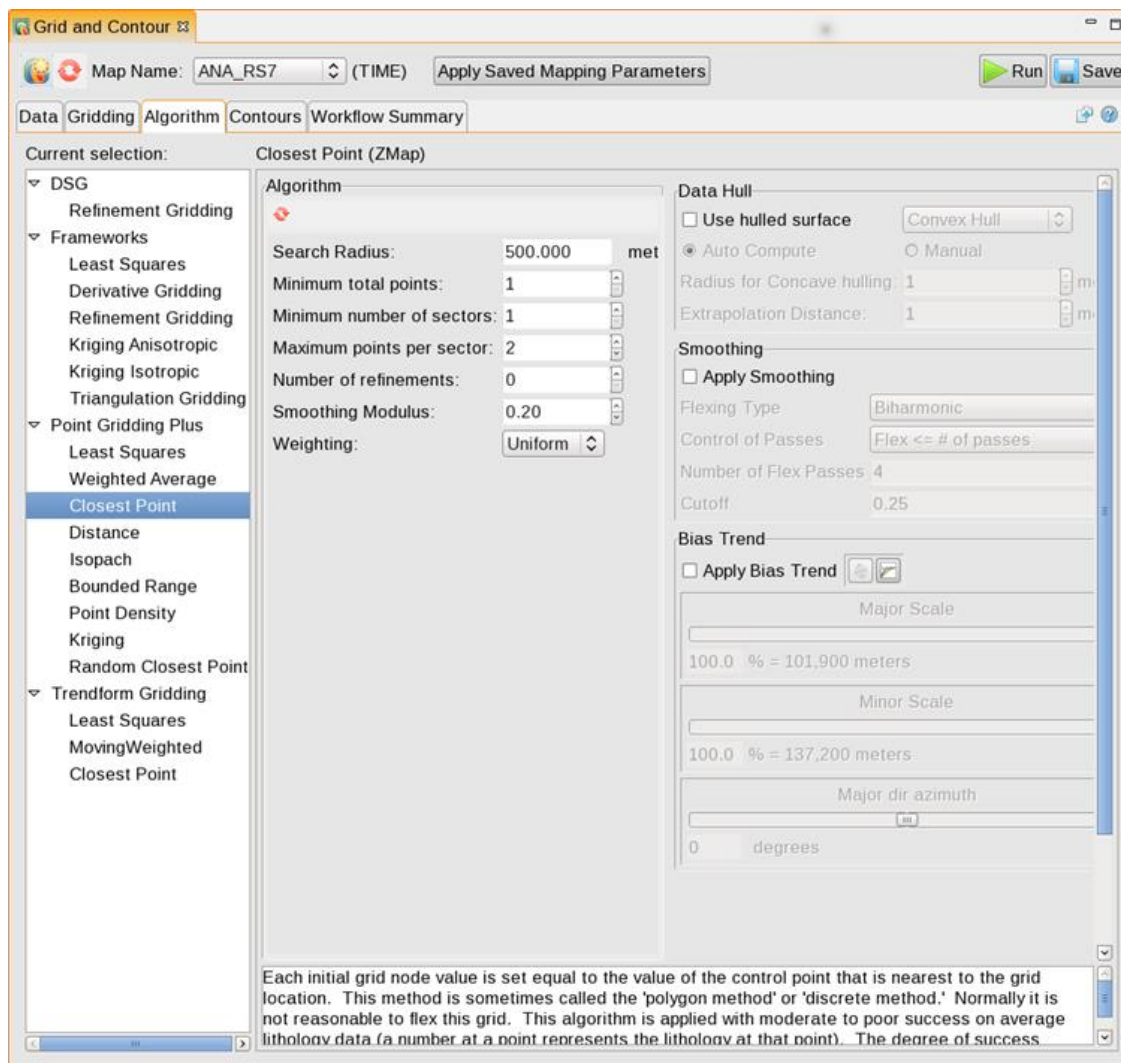 Grid and Contour
Map Name: ANA_RS7 (TIME) Apply Saved Mapping Parameters Run Save
Data Gridding Algorithm Contours Workflow Summary
Current selection: Closest Point (ZMap)
DSG
Refinement Gridding
Frameworks
Least Squares
Derivative Gridding
Refinement Gridding
Kriging Anisotropic
Kriging Isotropic
Triangulation Gridding
Point Gridding Plus
Least Squares
Weighted Average
Closest Point
Distance
Isopach
Bounded Range
Point Density
Kriging
Random Closest Point
Trendform Gridding
Least Squares
MovingWeighted
Closest Point
Algorithm
Search Radius: 500.000 met
Minimum total points: 1
Minimum number of sectors: 1
Maximum points per sector: 2
Number of refinements: 0
Smoothing Modulus: 0.20
Weighting: Uniform
Data Hull
Use hulled surface Convex Hull
Auto Compute Manual
Radius for Concave hulling: 1 m
Extrapolation Distance: 1 m
Smoothing
Apply Smoothing
Flexing Type Biharmonic
Control of Passes Flex <= # of passes
Number of Flex Passes 4
Cutoff 0.25
Bias Trend
Apply Bias Trend
Major Scale
100.0 % = 101,900 meters
Minor Scale
100.0 % = 137,200 meters
Major dir azimuth
0 degrees
Each initial grid node value is set equal to the value of the control point that is nearest to the grid
location. This method is sometimes called the 'polygon method' or 'discrete method.' Normally it is
not reasonable to flex this grid. This algorithm is applied with moderate to poor success on average
lithology data (a number at a point represents the lithology at that point). The degree of success